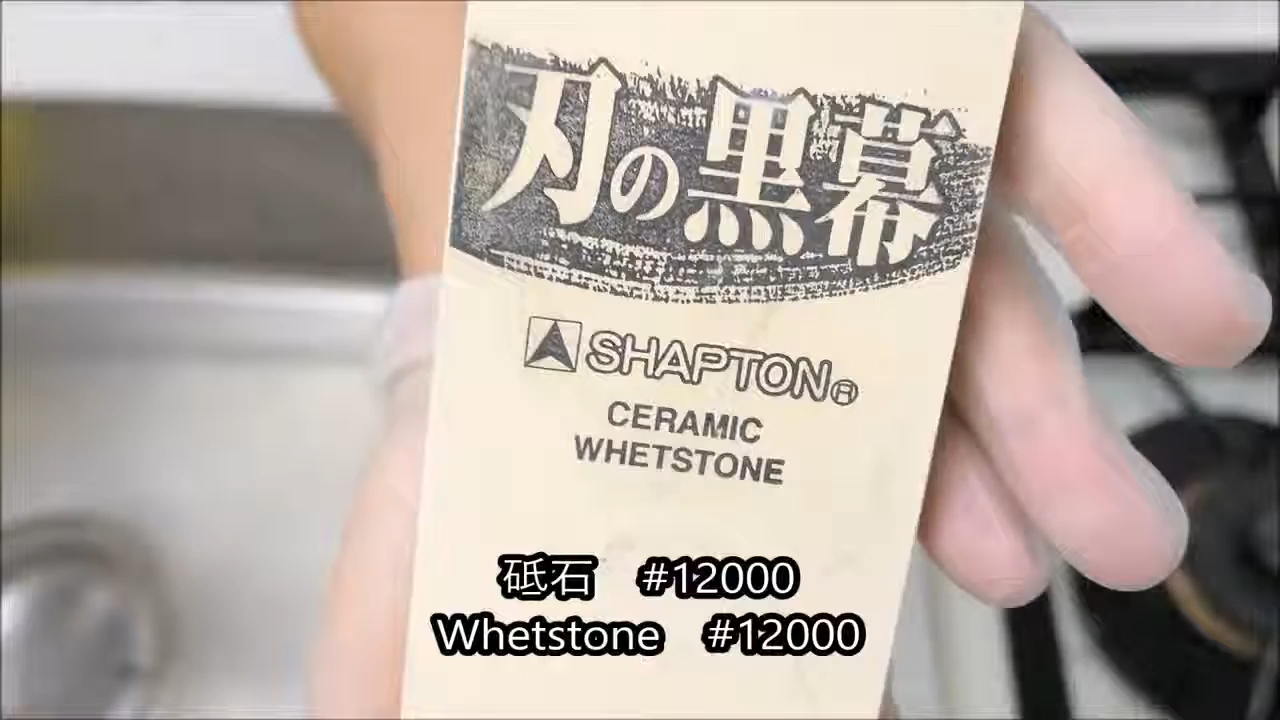 刃の黒幕
SHAPTON®
CERAMIC
WHETSTONE
砥石 #12000
Whetstone #12000